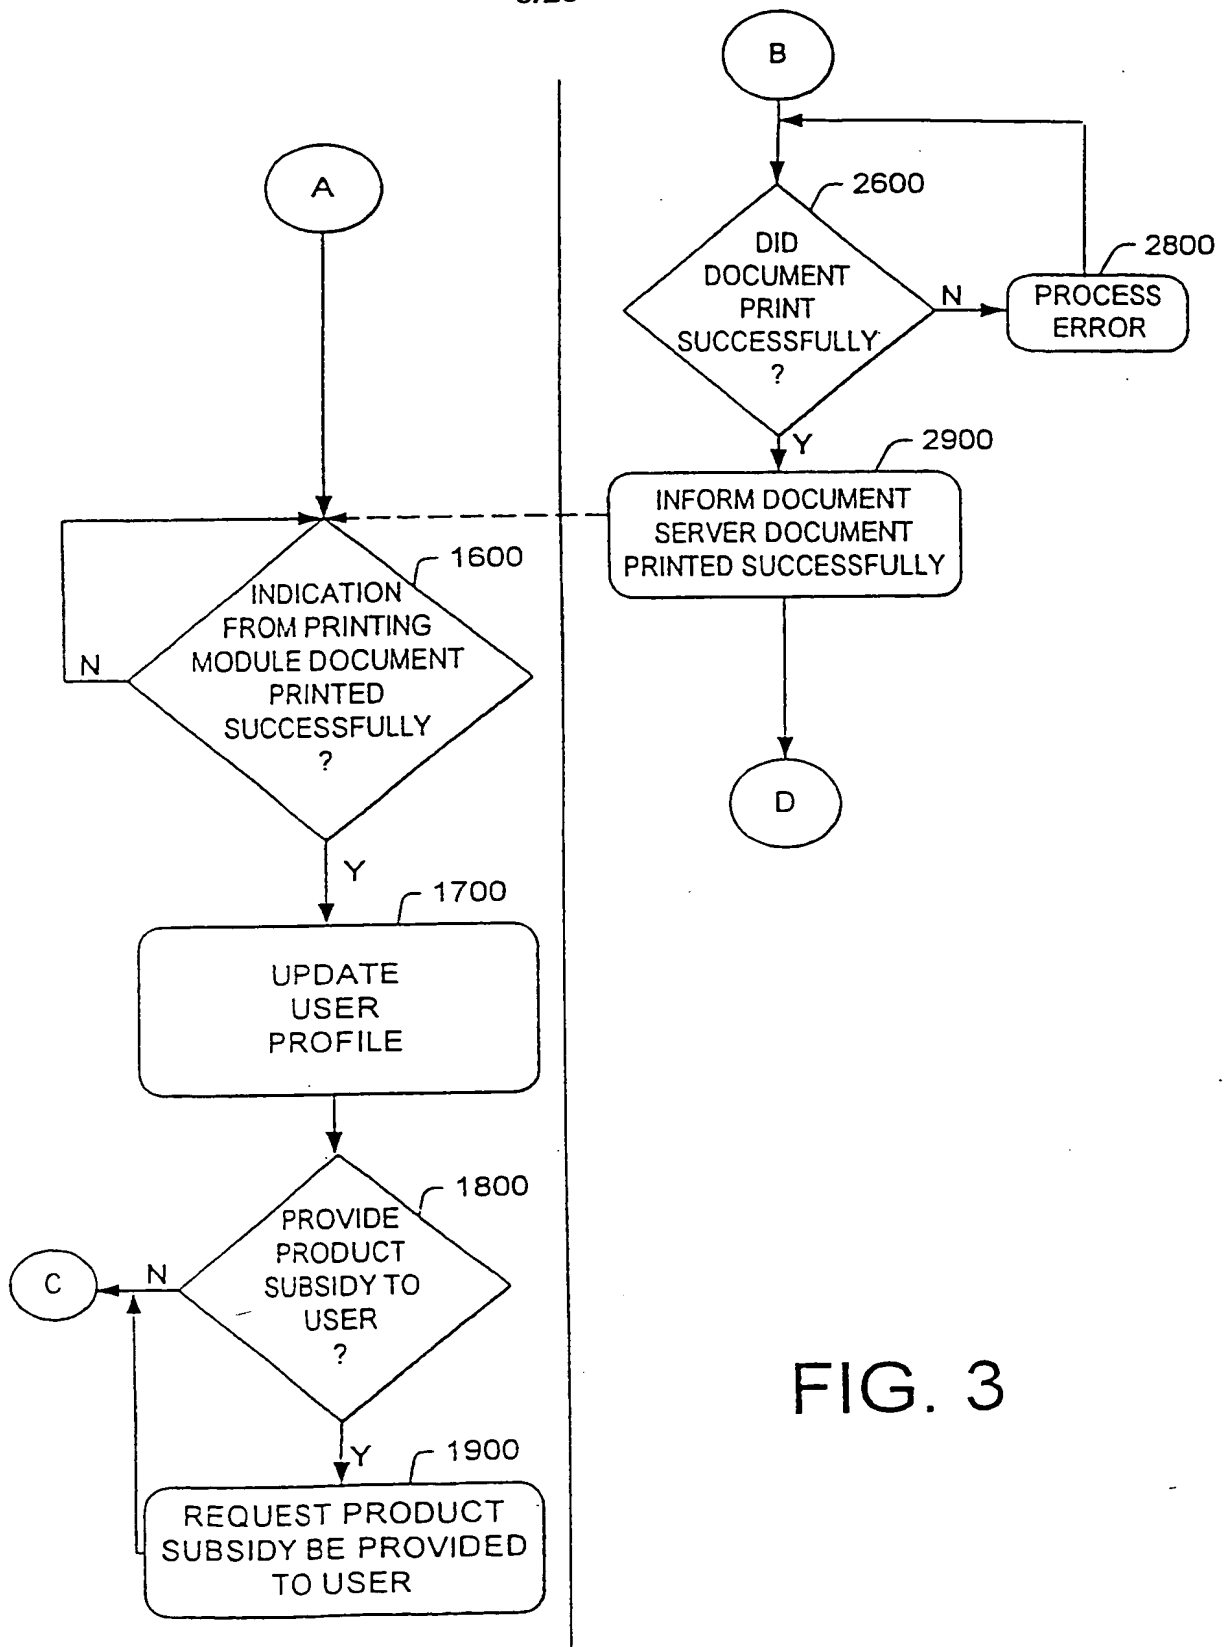 B
A
2600
DID
DOCUMENT
PRINT
SUCCESSFULLY
?
N
2800
PROCESS
ERROR
Y
2900
INFORM DOCUMENT
SERVER DOCUMENT
PRINTED SUCCESSFULLY
D
1600
INDICATION
FROM PRINTING
MODULE DOCUMENT
PRINTED
SUCCESSFULLY
?
N
Y
1700
UPDATE
USER
PROFILE
1800
PROVIDE
PRODUCT
SUBSIDY TO
USER
?
N
C
Y
1900
REQUEST PRODUCT
SUBSIDY BE PROVIDED
TO USER
FIG. 3